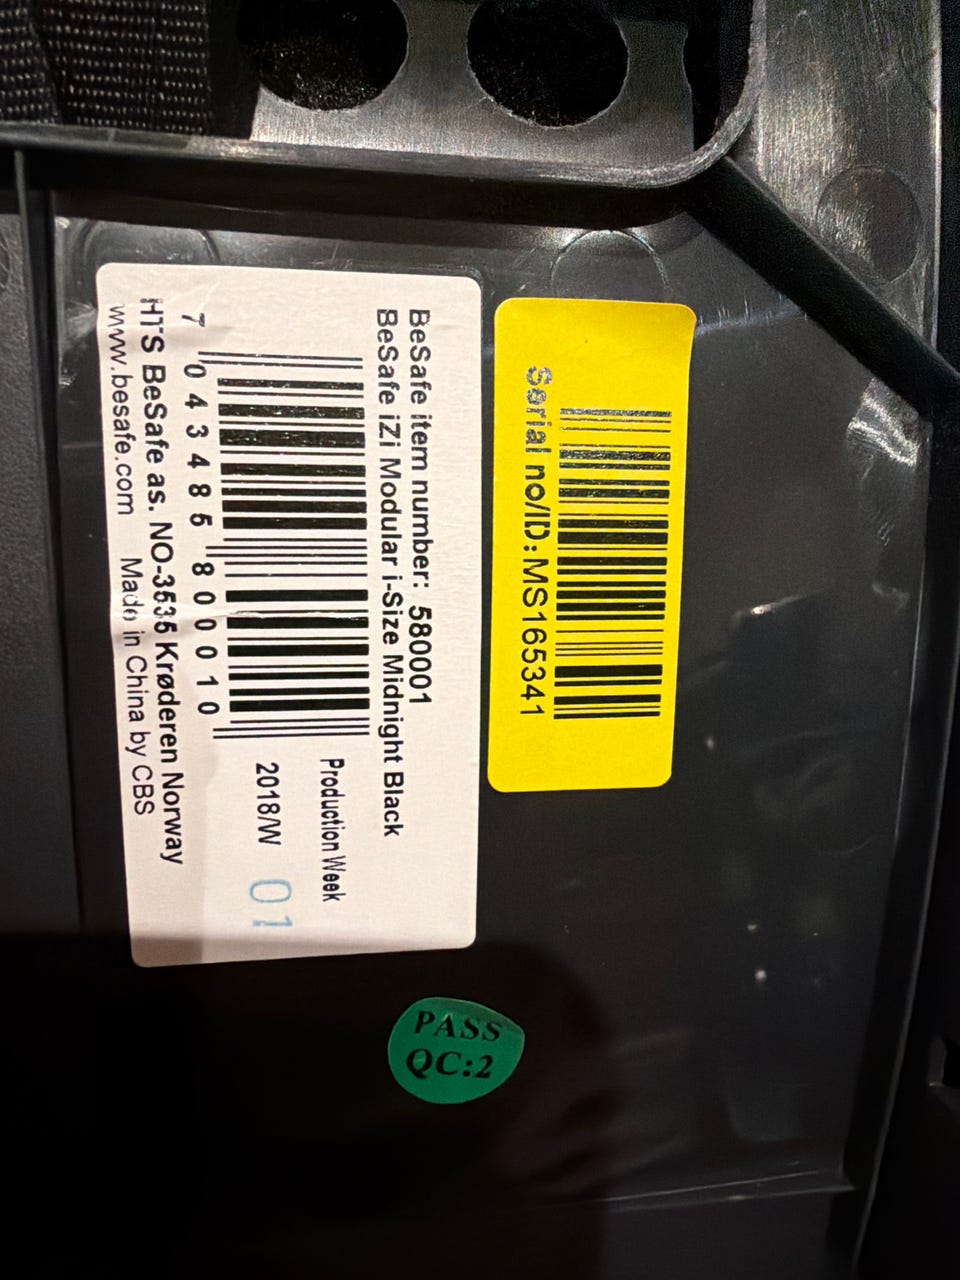 BeSafe item number: 580001
BeSafe iZi Modular i-Size Midnight Black
Production Week
2018/W 01
7 043485 800010
HTS BeSafe as. NO-3535 Krøderen Norway
www.besafe.com Made in China by CBS
Serial no/ID: MS165341
PASS
QC:2